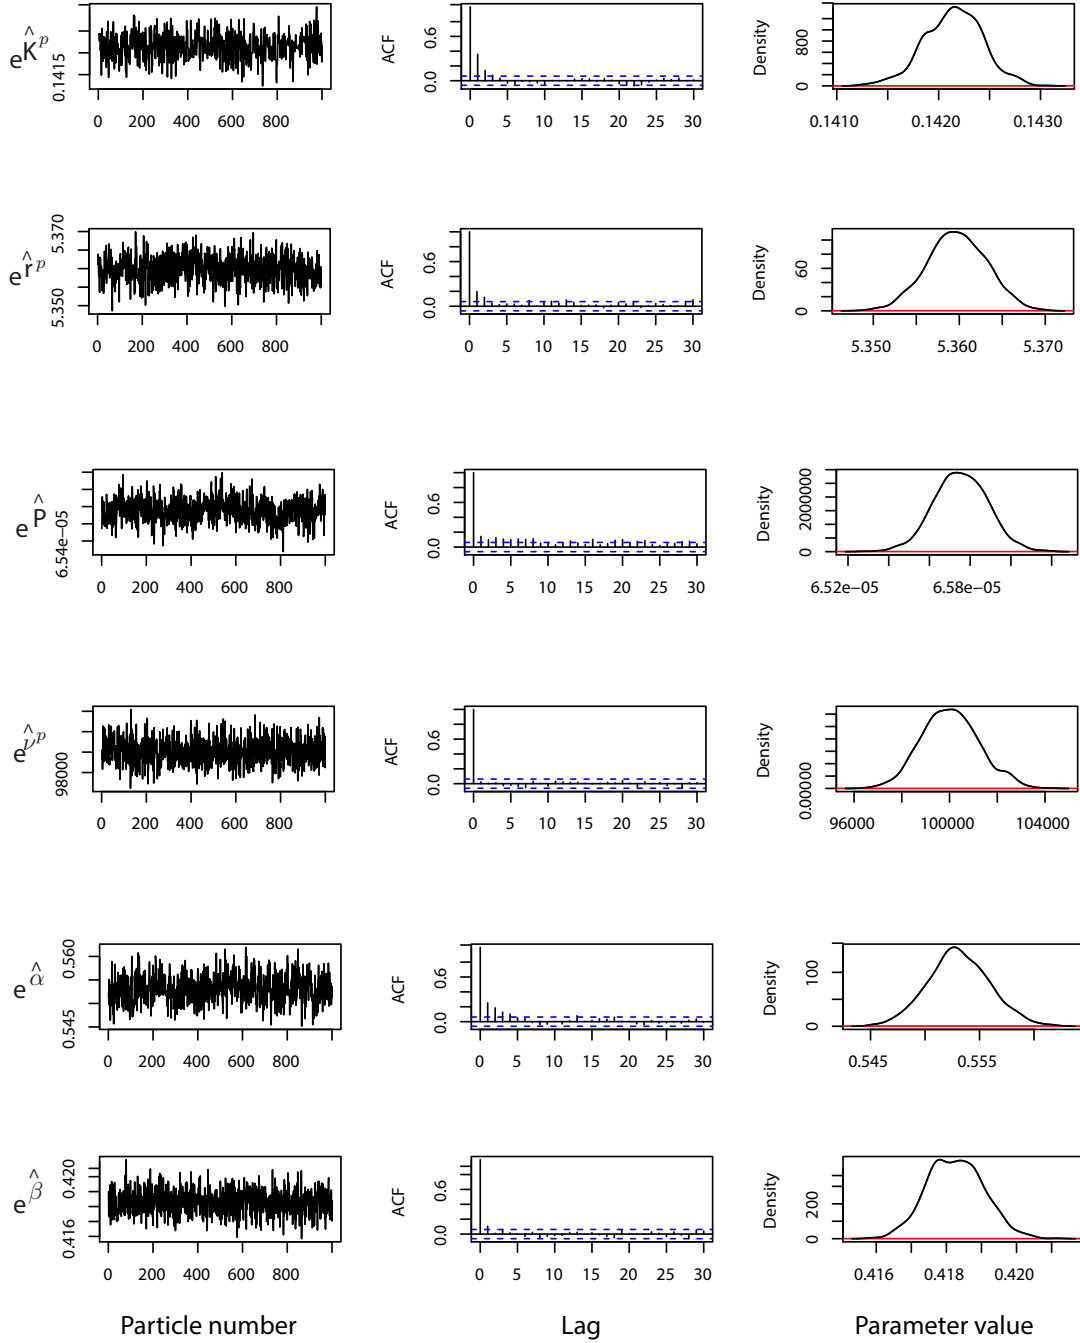 e^{\hat{K}^p}
0.1415
0 200 400 600 800
ACF
0.0 0.6
0 5 10 15 20 25 30
Density
0 800
0.1410 0.1420 0.1430
e^{\hat{r}^p}
5.350 5.370
0 200 400 600 800
ACF
0.0 0.6
0 5 10 15 20 25 30
Density
0 60
5.350 5.360 5.370
e^{\hat{P}}
6.54e−05
0 200 400 600 800
ACF
0.0 0.6
0 5 10 15 20 25 30
Density
0 2000000
6.52e−05 6.58e−05
e^{\hat{ν}^p}
98000
0 200 400 600 800
ACF
0.0 0.6
0 5 10 15 20 25 30
Density
0.00000
96000 100000 104000
e^{\hat{α}}
0.545 0.560
0 200 400 600 800
ACF
0.0 0.6
0 5 10 15 20 25 30
Density
0 100
0.545 0.555
e^{\hat{β}}
0.416 0.420
0 200 400 600 800
ACF
0.0 0.6
0 5 10 15 20 25 30
Density
0 200
0.416 0.418 0.420
Particle number
Lag
Parameter value